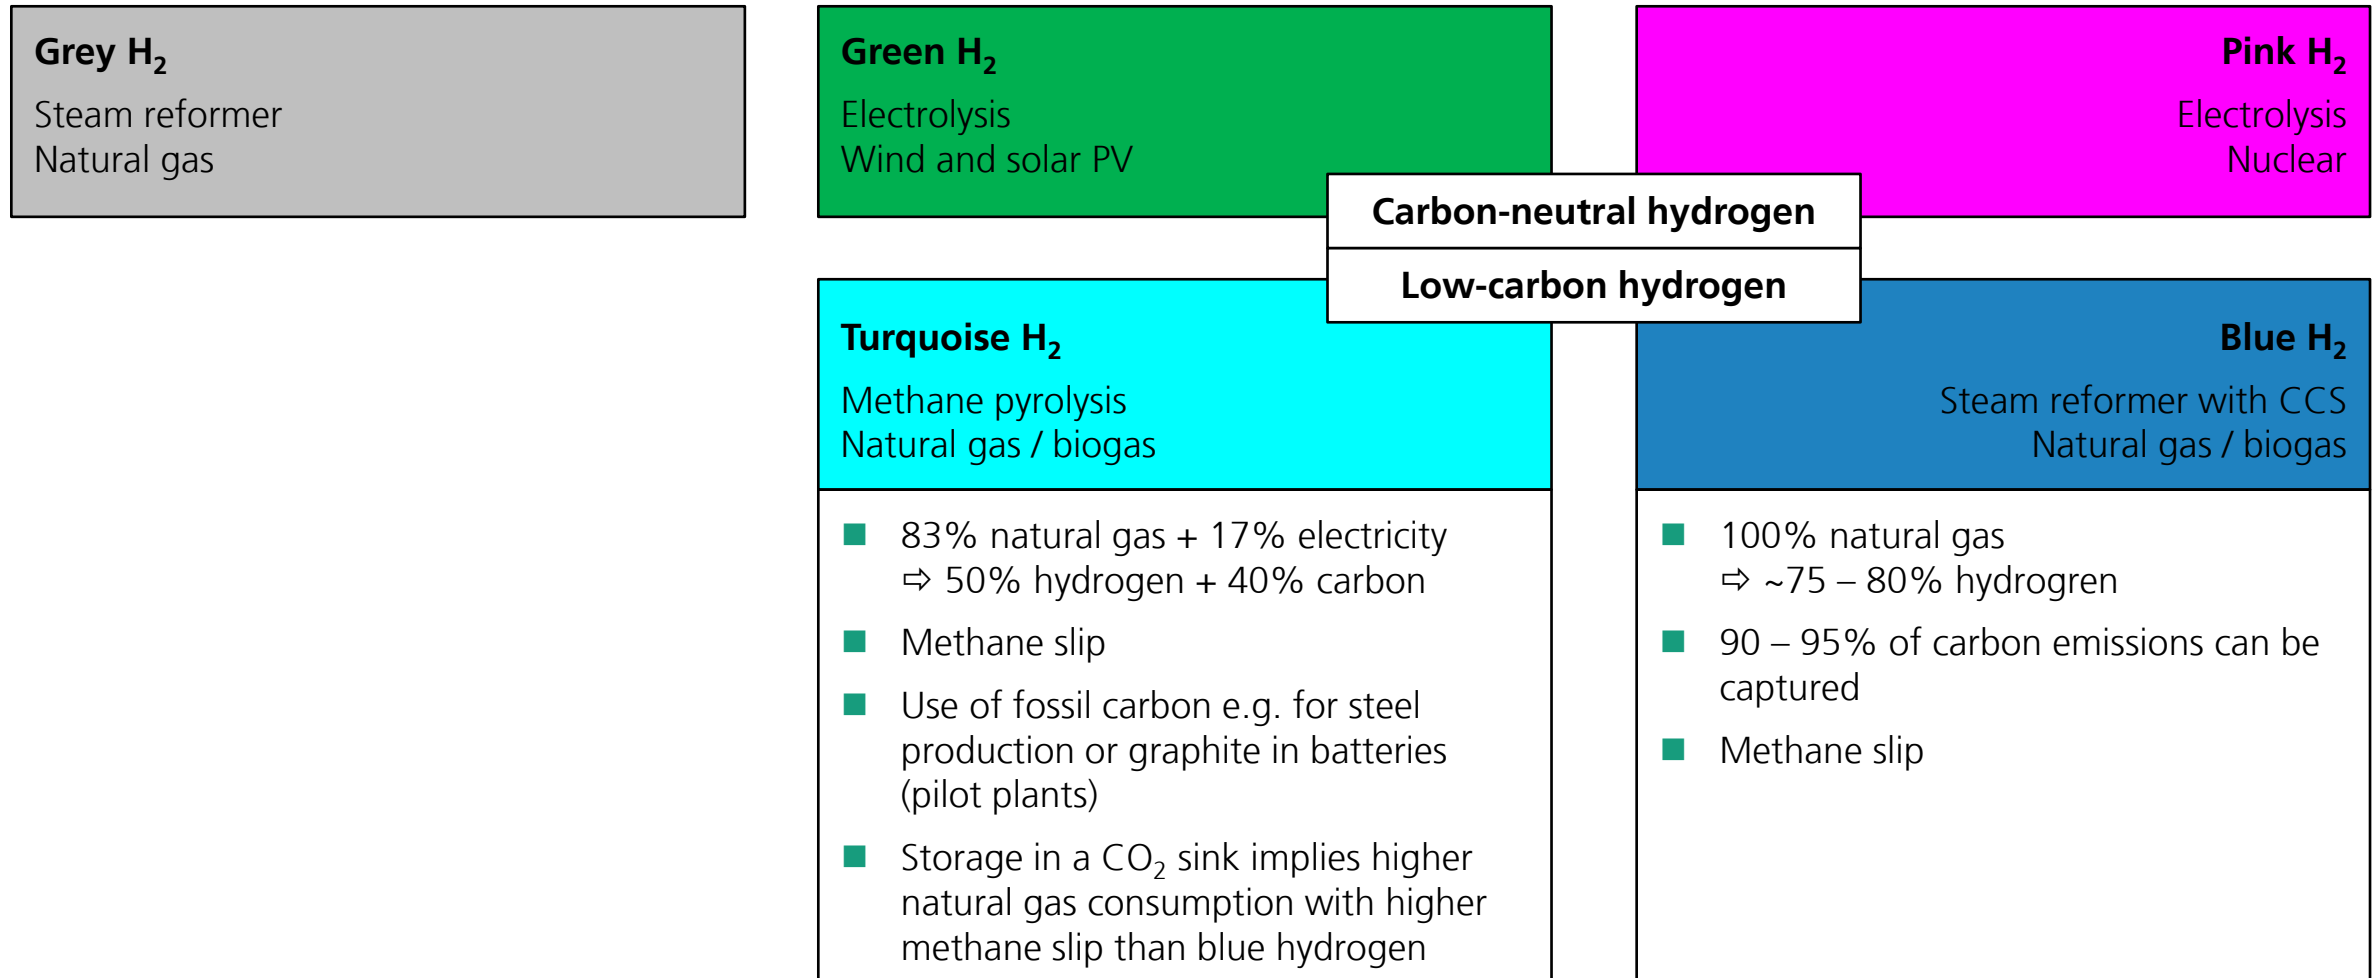 Grey H₂
Steam reformer
Natural gas
Green H₂
Electrolysis
Wind and solar PV
Pink H₂
Electrolysis
Nuclear
Carbon-neutral hydrogen
Low-carbon hydrogen
Turquoise H₂
Methane pyrolysis
Natural gas / biogas
■ 83% natural gas + 17% electricity
⇨ 50% hydrogen + 40% carbon
■ Methane slip
■ Use of fossil carbon e.g. for steel
production or graphite in batteries
(pilot plants)
■ Storage in a CO₂ sink implies higher
natural gas consumption with higher
methane slip than blue hydrogen
Blue H₂
Steam reformer with CCS
Natural gas / biogas
■ 100% natural gas
⇨ ~75 – 80% hydrogren
■ 90 – 95% of carbon emissions can be
captured
■ Methane slip